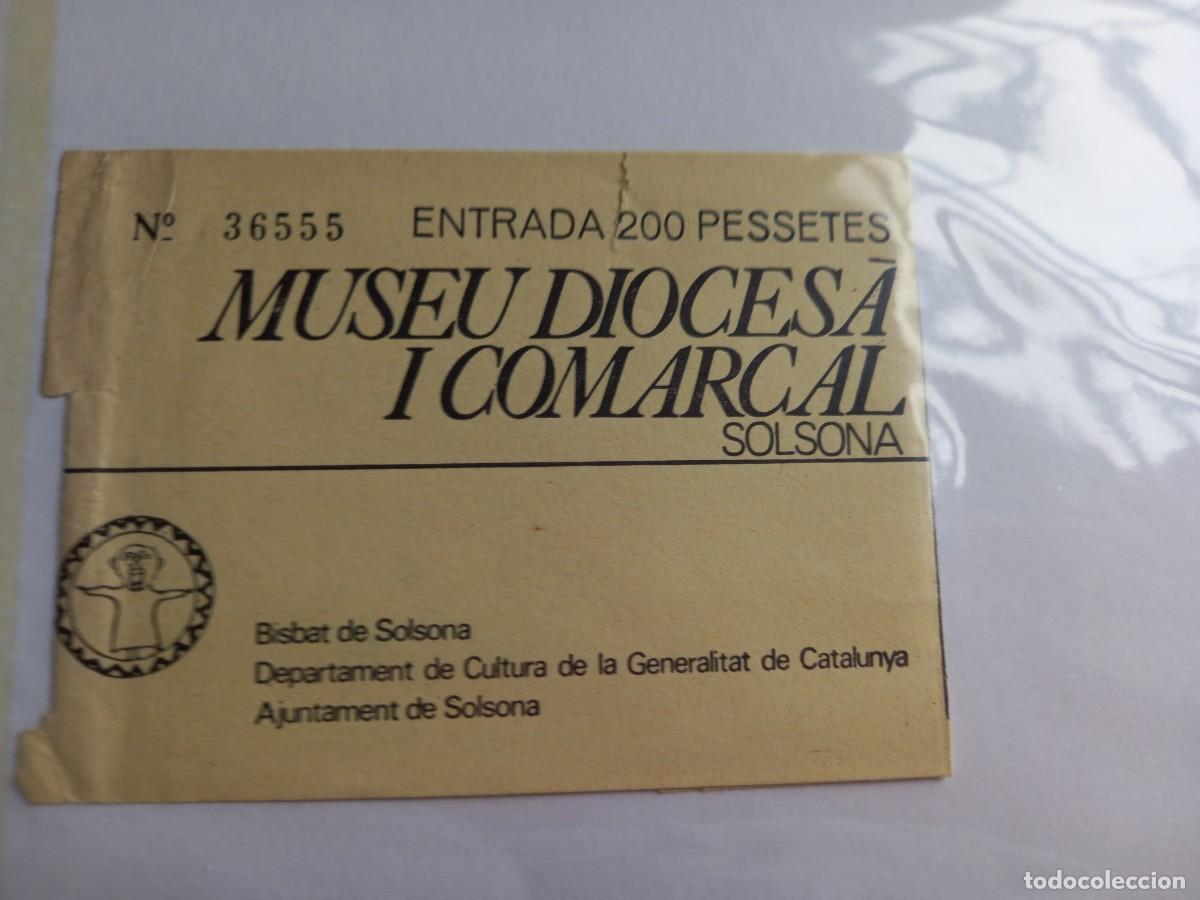 Nº 36555 ENTRADA 200 PESSETES
MUSEU DIOCESÀ
I COMARCAL
SOLSONA
Bisbat de Solsona
Departament de Cultura de la Generalitat de Catalunya
Ajuntament de Solsona
todocoleccion